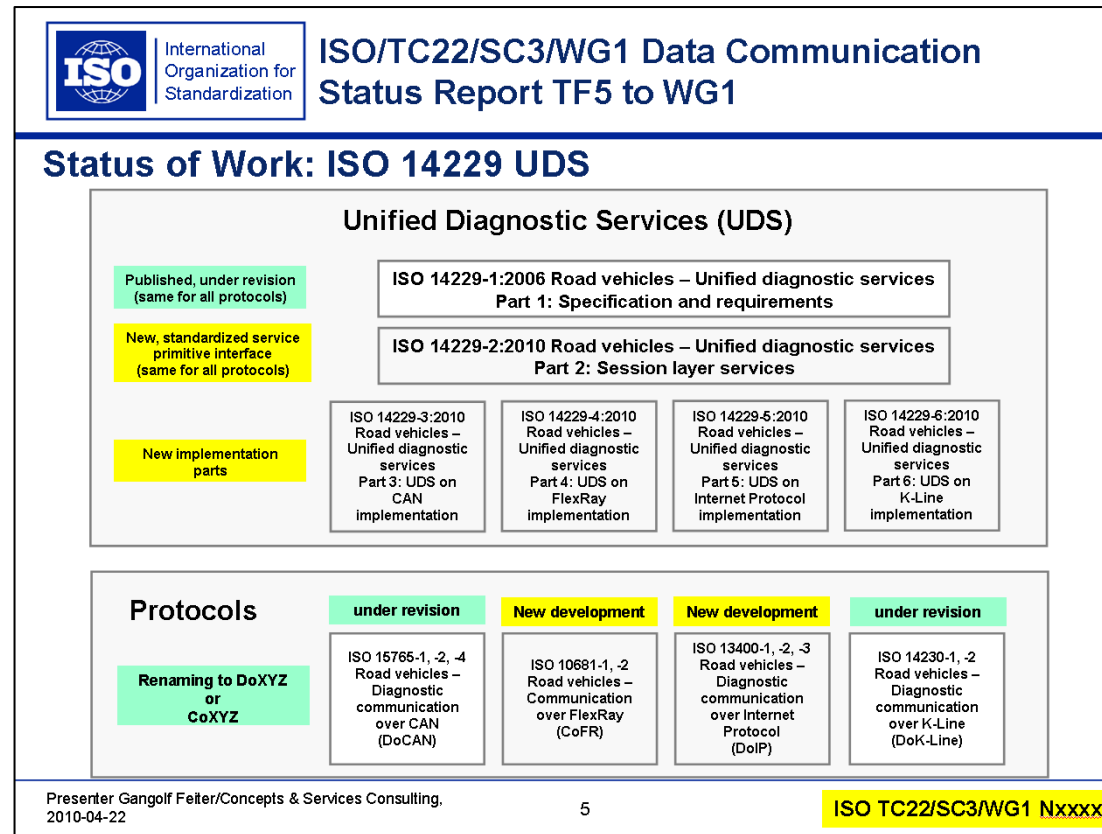 ISO
International
Organization for
Standardization
ISO/TC22/SC3/WG1 Data Communication
Status Report TF5 to WG1
Status of Work: ISO 14229 UDS
Unified Diagnostic Services (UDS)
Published, under revision
(same for all protocols)
ISO 14229-1:2006 Road vehicles – Unified diagnostic services
Part 1: Specification and requirements
New, standardized service
primitive interface
(same for all protocols)
ISO 14229-2:2010 Road vehicles – Unified diagnostic services
Part 2: Session layer services
New implementation
parts
ISO 14229-3:2010
Road vehicles –
Unified diagnostic
services
Part 3: UDS on
CAN
implementation
ISO 14229-4:2010
Road vehicles –
Unified diagnostic
services
Part 4: UDS on
FlexRay
implementation
ISO 14229-5:2010
Road vehicles –
Unified diagnostic
services
Part 5: UDS on
Internet Protocol
implementation
ISO 14229-6:2010
Road vehicles –
Unified diagnostic
services
Part 6: UDS on
K-Line
implementation
Protocols
under revision
New development
New development
under revision
Renaming to DoXYZ
or
CoXYZ
ISO 15765-1, -2, -4
Road vehicles –
Diagnostic
communication
over CAN
(DoCAN)
ISO 10681-1, -2
Road vehicles –
Communication
over FlexRay
(CoFR)
ISO 13400-1, -2, -3
Road vehicles –
Diagnostic
communication
over Internet
Protocol
(DoIP)
ISO 14230-1, -2
Road vehicles –
Diagnostic
communication
over K-Line
(DoK-Line)
Presenter Gangolf Feiter/Concepts & Services Consulting,
2010-04-22
5
ISO TC22/SC3/WG1 Nxxxx